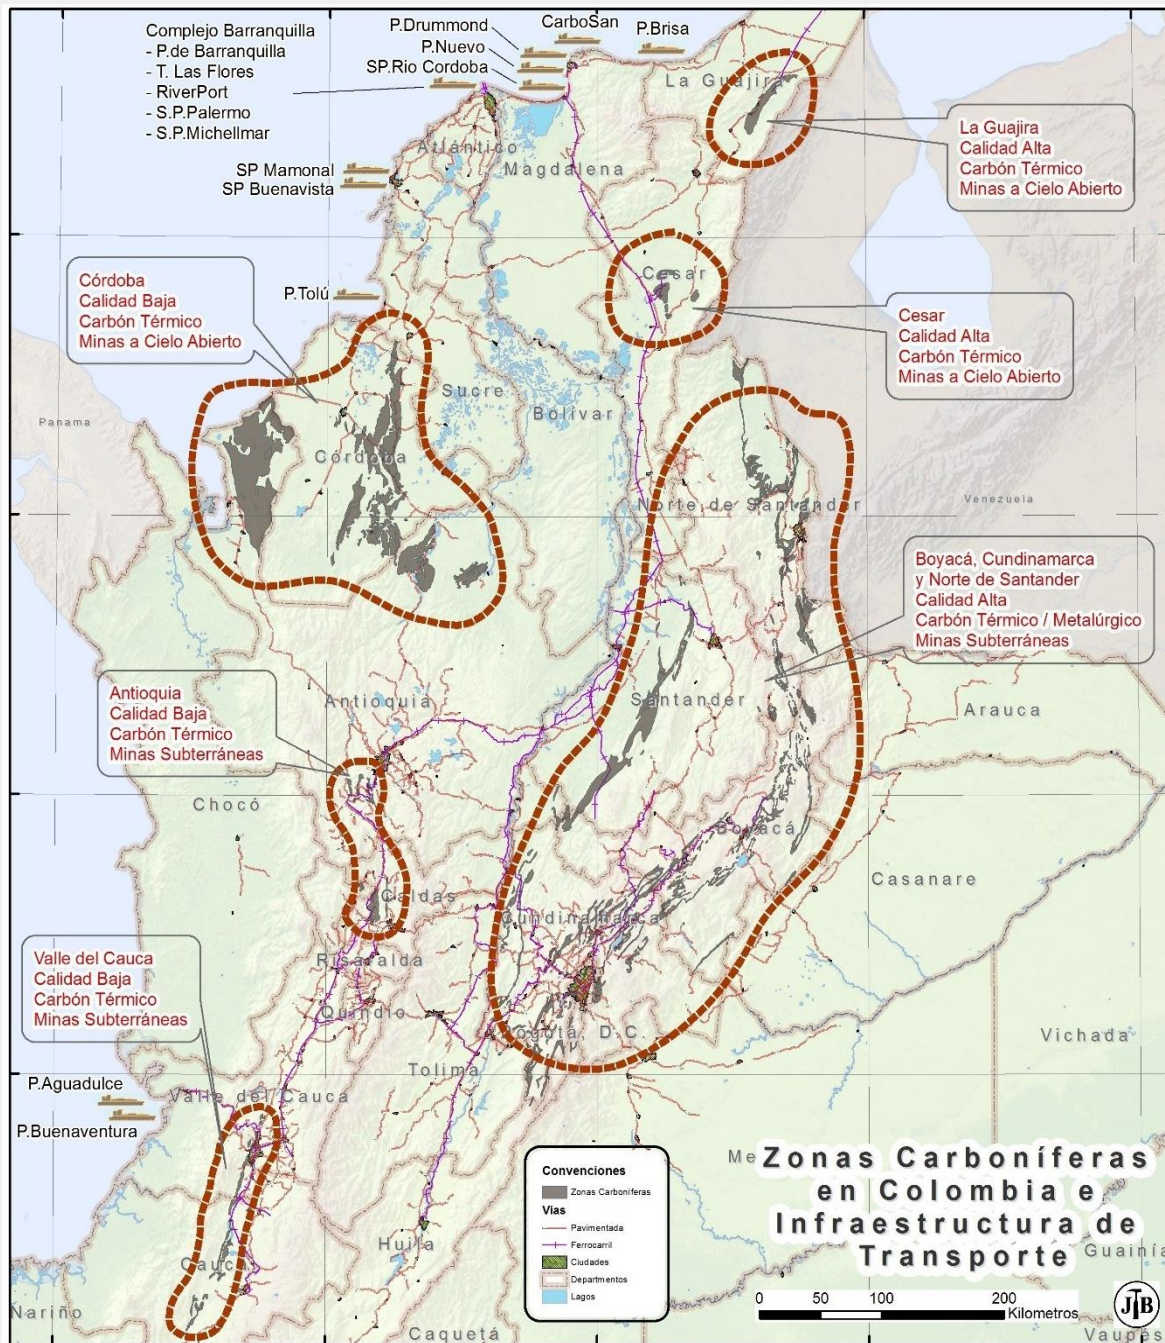 Complejo Barranquilla
- P.de Barranquilla
- T. Las Flores
- RiverPort
- S.P.Palermo
- S.P.Michellmar
P.Drummond
CarboSan
P.Brisa
P.Nuevo
SP.Rio Cordoba
La Guajira
La Guajira
Calidad Alta
Carbón Térmico
Minas a Cielo Abierto
Atlántico
Magdalena
SP Mamonal
SP Buenavista
Córdoba
Calidad Baja
Carbón Térmico
Minas a Cielo Abierto
P.Tolú
Cesar
Cesar
Calidad Alta
Carbón Térmico
Minas a Cielo Abierto
Sucre
Bolívar
Panama
Córdoba
Norte de Santander
Venezuela
Boyacá, Cundinamarca
y Norte de Santander
Calidad Alta
Carbón Térmico / Metalúrgico
Minas Subterráneas
Antioquia
Calidad Baja
Carbón Térmico
Minas Subterráneas
Antioquia
Santander
Arauca
Chocó
Boyacá
Casanare
Caldas
Cundinamarca
Valle del Cauca
Calidad Baja
Carbón Térmico
Minas Subterráneas
Risaralda
Quindío
Bogotá, D.C.
Vichada
Tolima
P.Aguadulce
P.Buenaventura
Valle del Cauca
Convenciones
Zonas Carboníferas
Vias
Pavimentada
Ferrocarril
Ciudades
Departmentos
Lagos
Zonas Carboníferas
en Colombia e
Infraestructura de
Transporte
Huila
Cauca
Guainía
Nariño
Caquetá
0 50 100 200
Kilometros
JTB
Vaupés